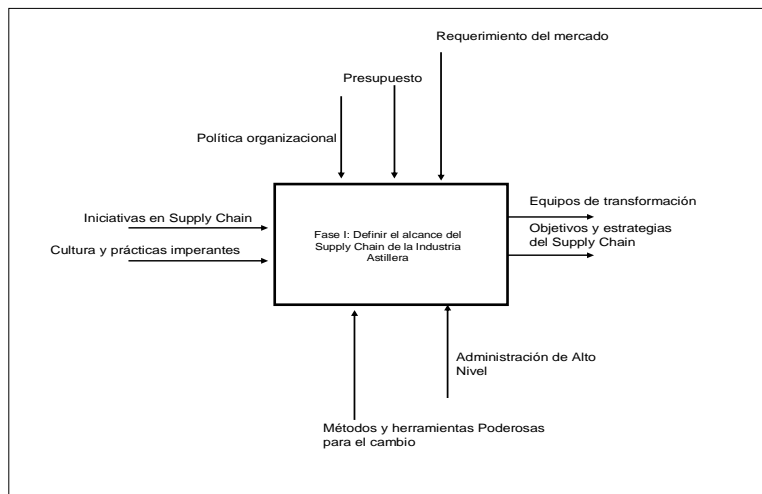 Requerimiento del mercado
Presupuesto
Política organizacional
Iniciativas en Supply Chain
Cultura y prácticas imperantes
Fase I: Definir el alcance del
Supply Chain de la Industria
Astillera
Equipos de transformación
Objetivos y estrategias
del Supply Chain
Administración de Alto
Nivel
Métodos y herramientas Poderosas
para el cambio